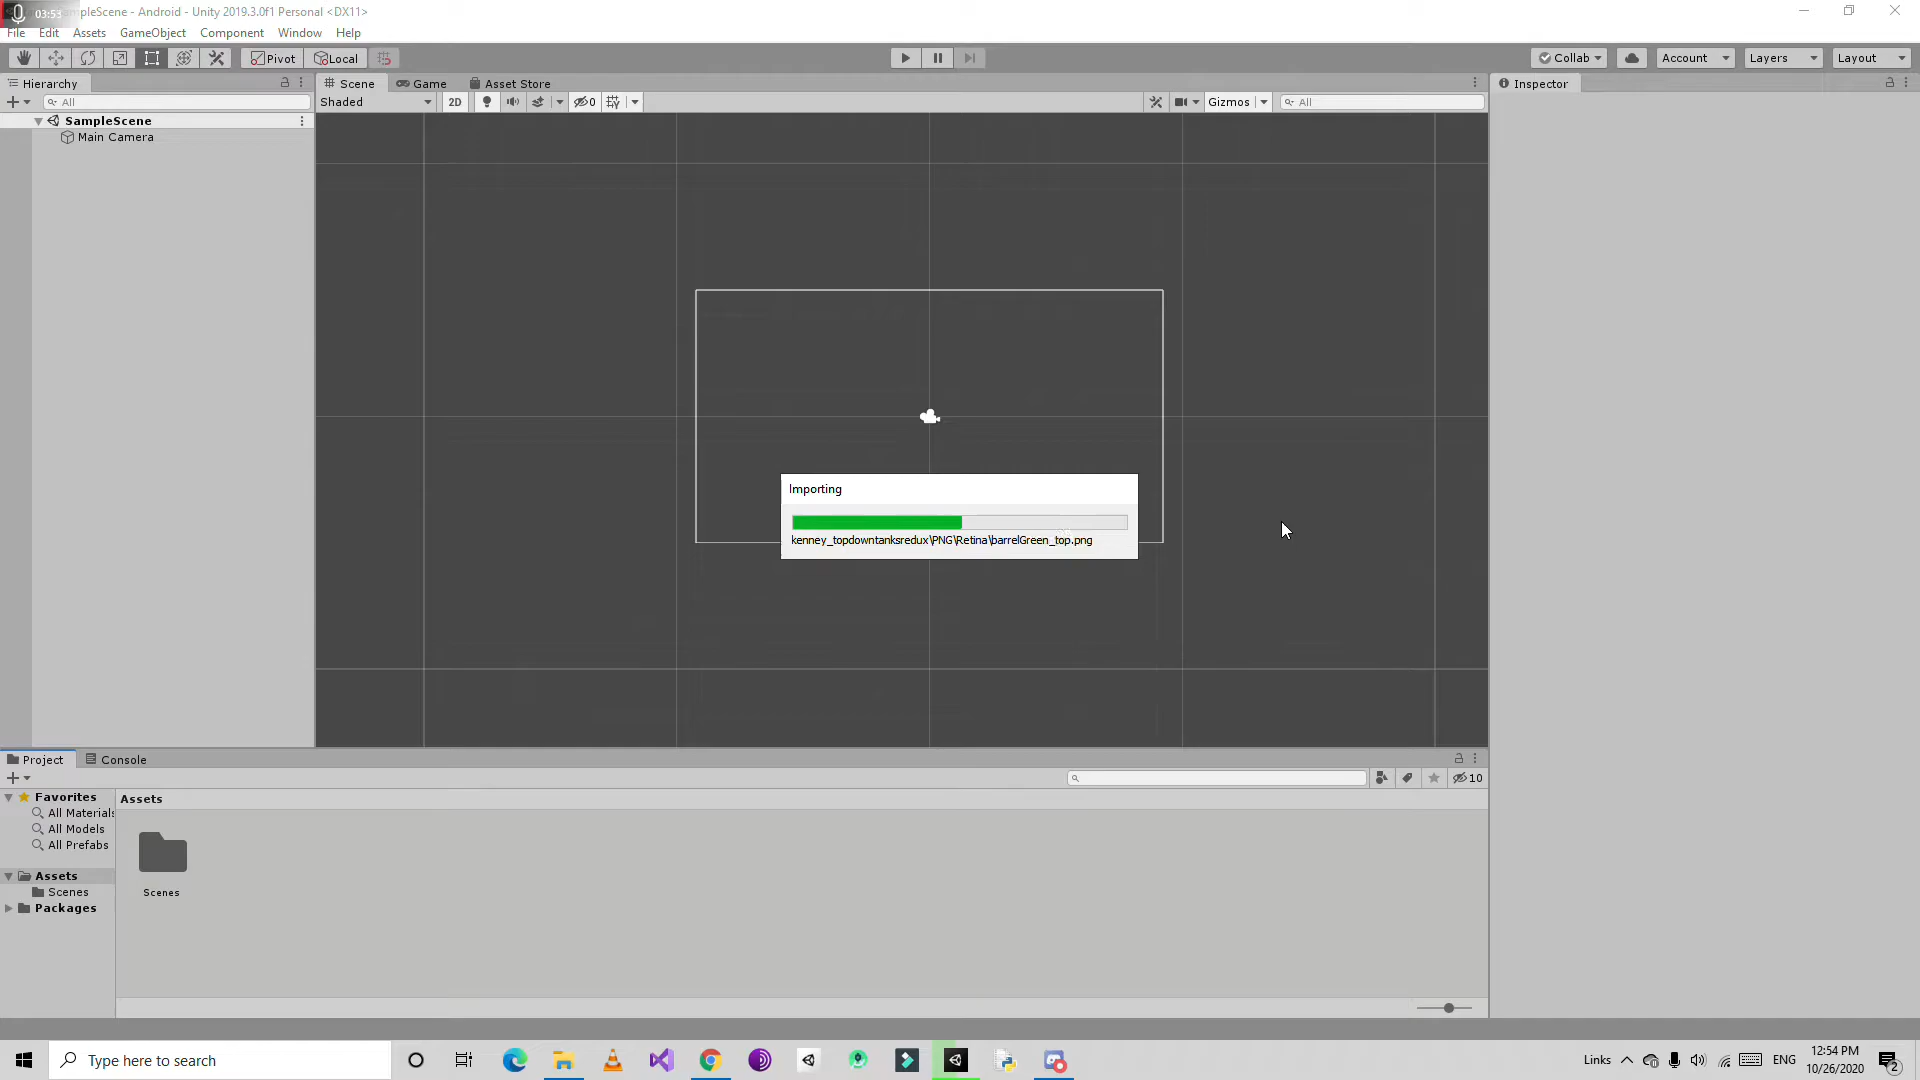 03:53
pleScene - Android - Unity 2019.3.0f1 Personal <DX11>
File Edit Assets GameObject Component Window Help
Pivot Local Collab Account Layers Layout
Hierarchy Scene Game Asset Store Inspector
All Shaded 2D 0 Gizmos All
SampleScene
Main Camera
Importing
kenney_topdowntanksredux\PNG\Retina\barrelGreen_top.png
Project Console
10
Favorites Assets
All Materials
All Models
All Prefabs
Assets
Scenes Scenes
Packages
Type here to search Links ENG 12:54 PM
10/26/2020 2